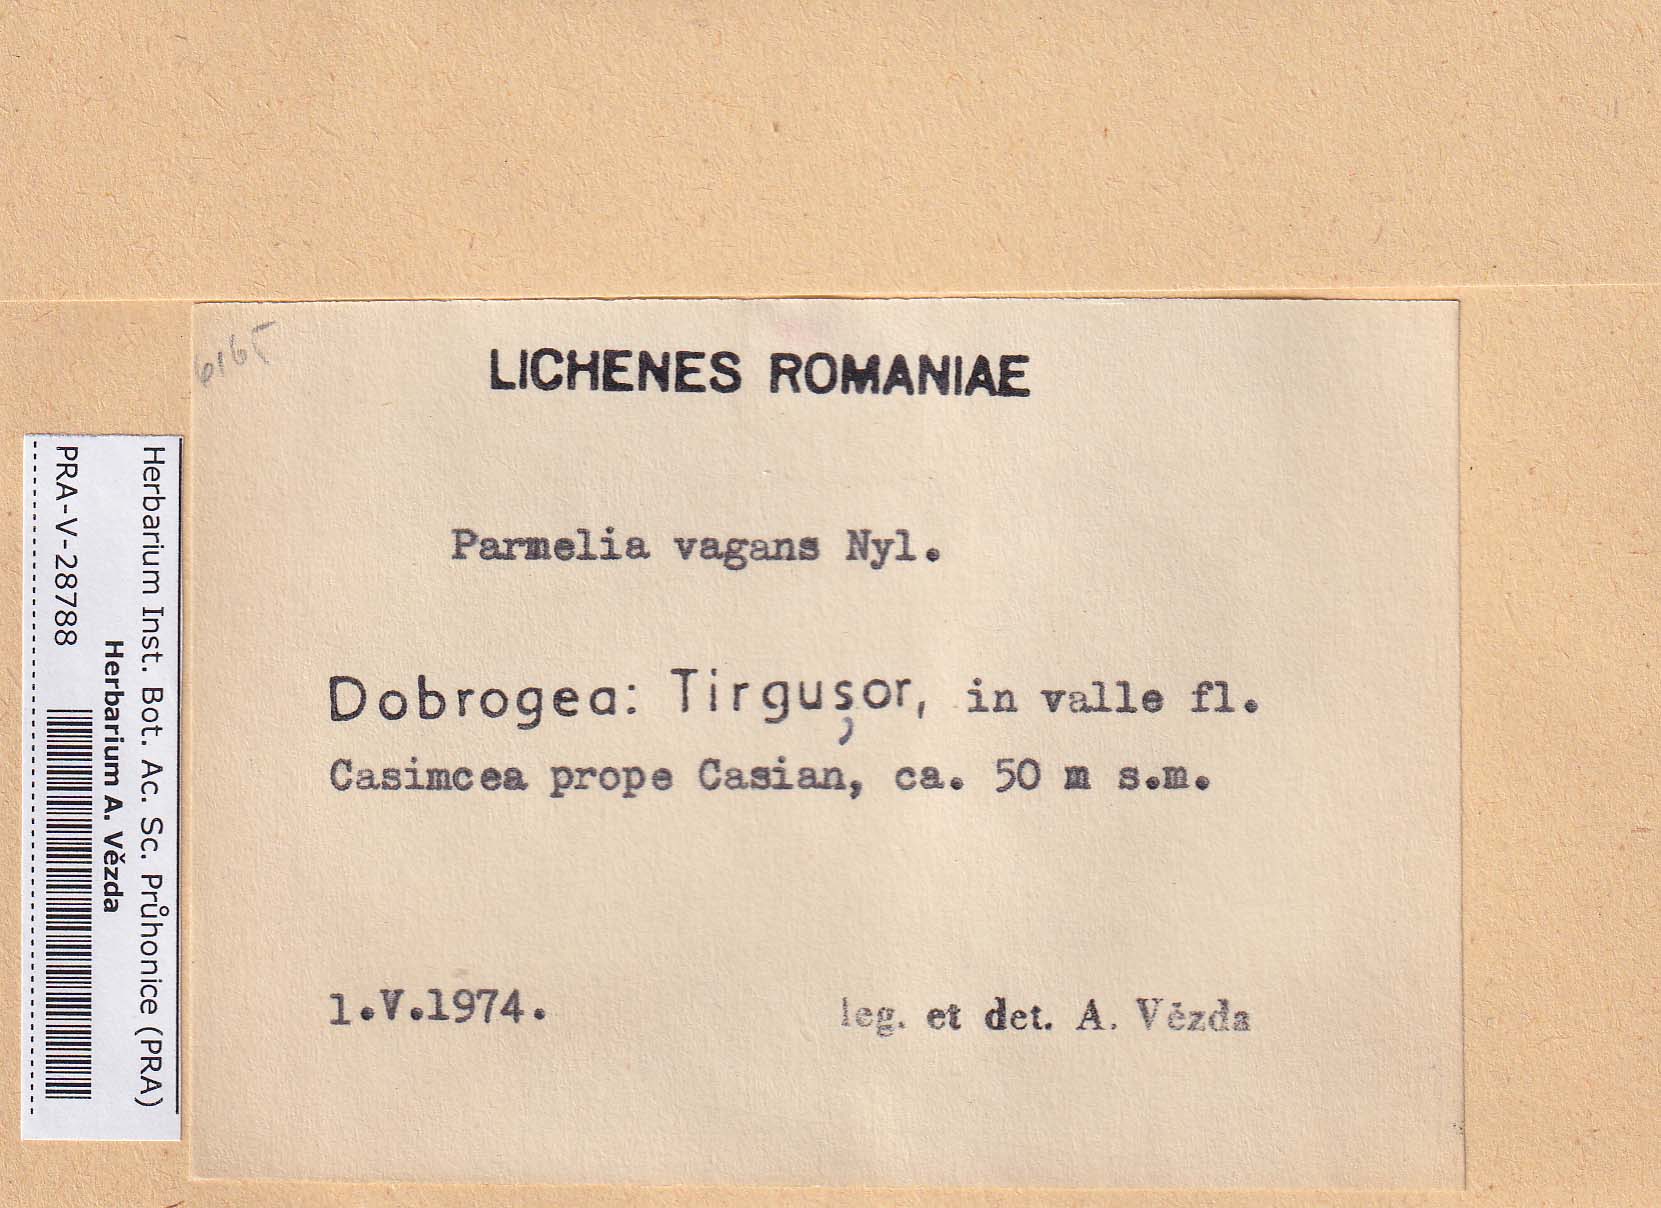 6165
LICHENES ROMANIAE
Parmelia vagans Nyl.
Dobrogea: Tirgușor, in valle fl.
Casimcea prope Casian, ca. 50 m s.m.
1.V.1974.
leg. et det. A. Vězda
Herbarium Inst. Bot. Ac. Sc. Průhonice (PRA)
Herbarium A. Vězda
PRA-V-28788